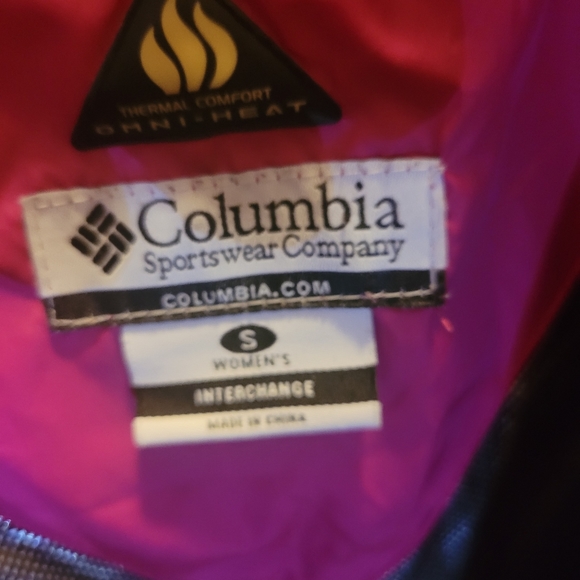 THERMAL COMFORT
OMNI-HEAT
Columbia
Sportswear Company
COLUMBIA.COM
S
WOMEN'S
INTERCHANGE
MADE IN CHINA